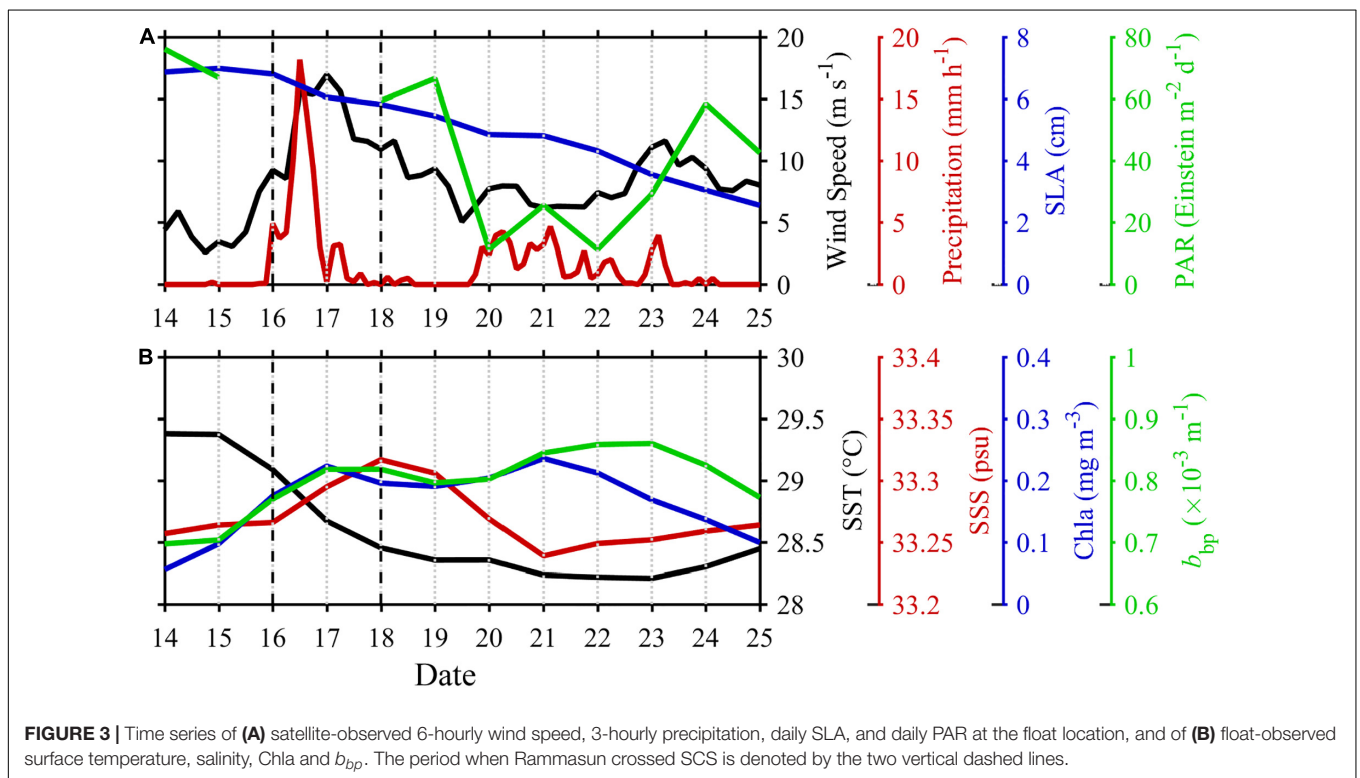 A
20
15
10
5
0
Wind Speed (m s⁻¹)
20
15
10
5
0
Precipitation (mm h⁻¹)
8
6
4
2
0
SLA (cm)
80
60
40
20
0
PAR (Einstein m⁻² d⁻¹)
14 15 16 17 18 19 20 21 22 23 24 25
B
30
29.5
29
28.5
28
SST (°C)
33.4
33.35
33.3
33.25
33.2
SSS (psu)
0.4
0.3
0.2
0.1
0
Chla (mg m⁻³)
1
0.9
0.8
0.7
0.6
b_bp (×10⁻³ m⁻¹)
14 15 16 17 18 19 20 21 22 23 24 25
Date
FIGURE 3 | Time series of (A) satellite-observed 6-hourly wind speed, 3-hourly precipitation, daily SLA, and daily PAR at the float location, and of (B) float-observed
surface temperature, salinity, Chla and b_bp. The period when Rammasun crossed SCS is denoted by the two vertical dashed lines.